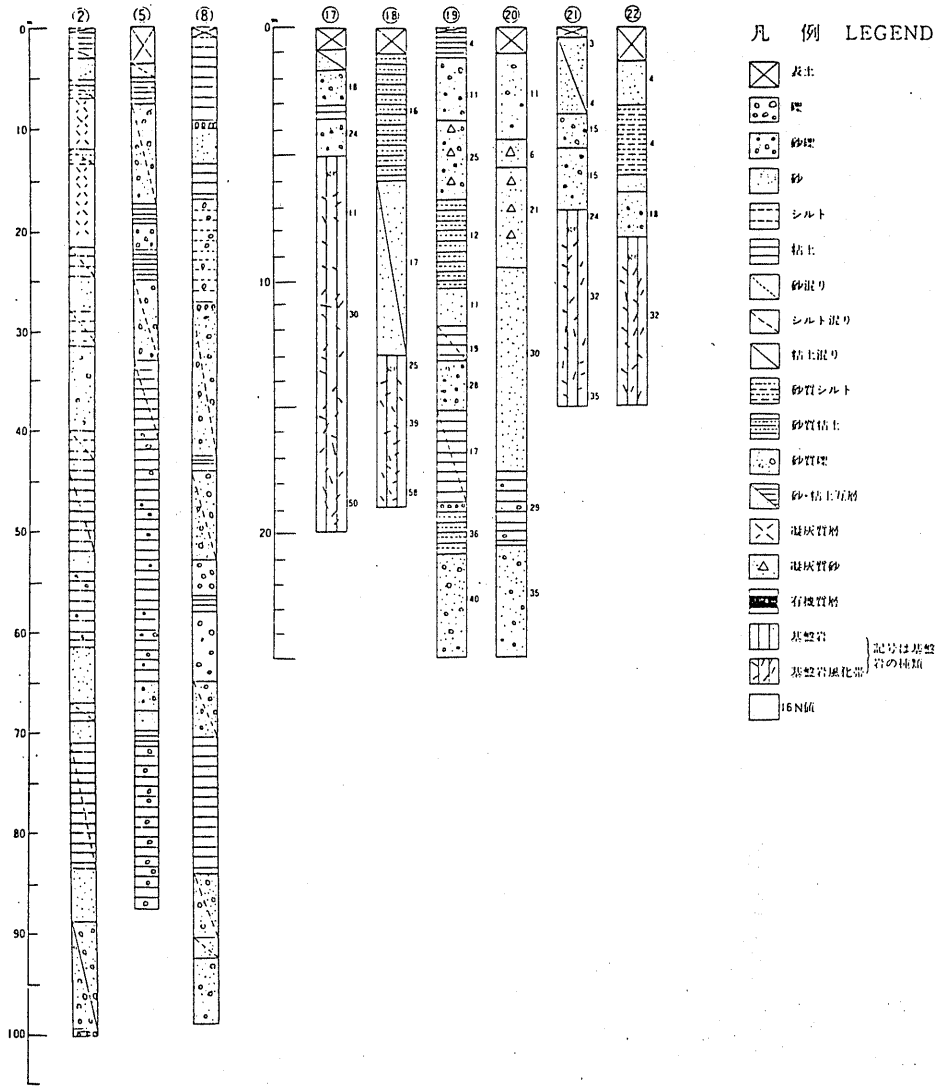 (2) (5) (8) ⑰ ⑱ ⑲ ⑳ ㉑ ㉒
凡 例 LEGEND
表土
礫
砂礫
砂
シルト
粘土
砂混り
シルト混り
粘土混り
砂質シルト
砂質粘土
砂質礫
砂・粘土互層
凝灰質層
凝灰質砂
有機質層
基盤岩
基盤岩風化帯
記号は基盤
岩の種類
16 N値
0
10
20
30
40
50
60
70
80
90
100
0
10
20
18
24
11
30
50
16
17
25
39
58
4
11
25
12
11
19
28
17
36
40
11
6
21
30
29
35
3
4
15
15
24
32
35
4
4
18
32